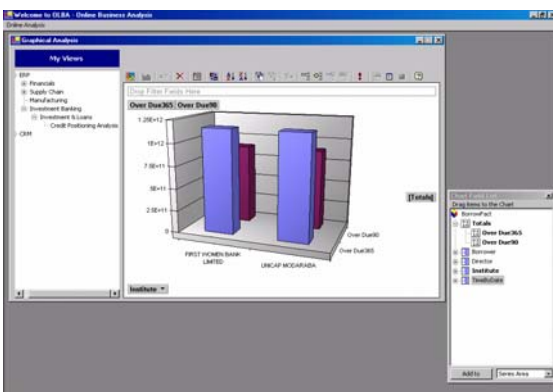 Welcome to OLBA - Online Business Analysis
Online Analysis
Graphical Analysis
My Views
ERP
Financials
Supply Chain
Manufacturing
Investment Banking
Investment & Loans
Credit Positioning Analysis
CRM
Drop Filter Fields Here
Over Due365 Over Due90
1.25E+12
1E+12
7.5E+11
5E+11
2.5E+11
0
[Totals]
Over Due90
Over Due365
FIRST WOMEN BANK
LIMITED
UNICAP MODARABA
Institute
Chart Field List
Drag items to the Chart
BorrowFact
Totals
Over Due365
Over Due90
Borrower
Director
Institute
TimeByDate
Add to
Series Area